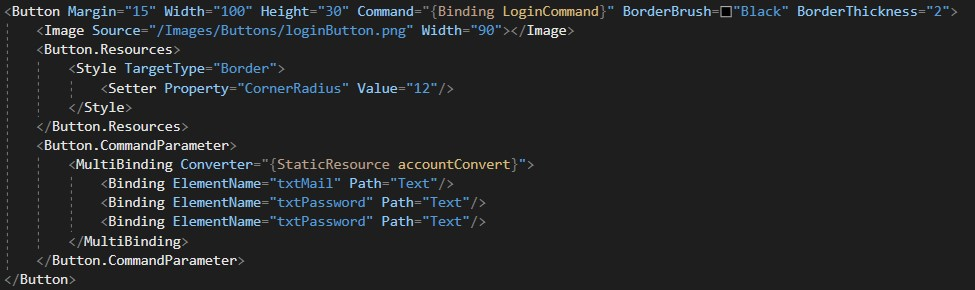 <Button Margin="15" Width="100" Height="30" Command="{Binding LoginCommand}" BorderBrush="Black" BorderThickness="2">
    <Image Source="/Images/Buttons/loginButton.png" Width="90"></Image>
    <Button.Resources>
        <Style TargetType="Border">
            <Setter Property="CornerRadius" Value="12"/>
        </Style>
    </Button.Resources>
    <Button.CommandParameter>
        <MultiBinding Converter="{StaticResource accountConvert}">
            <Binding ElementName="txtMail" Path="Text"/>
            <Binding ElementName="txtPassword" Path="Text"/>
            <Binding ElementName="txtPassword" Path="Text"/>
        </MultiBinding>
    </Button.CommandParameter>
</Button>